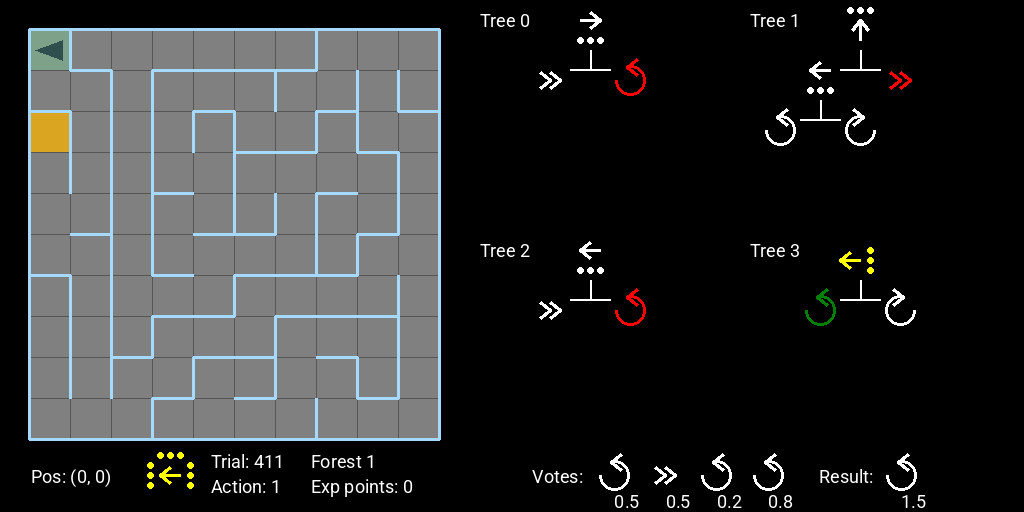 Tree 0
Tree 1
Tree 2
Tree 3
Pos: (0, 0)
Trial: 411
Forest 1
Action: 1
Exp points: 0
Votes:
0.5
0.5
0.2
0.8
Result:
1.5